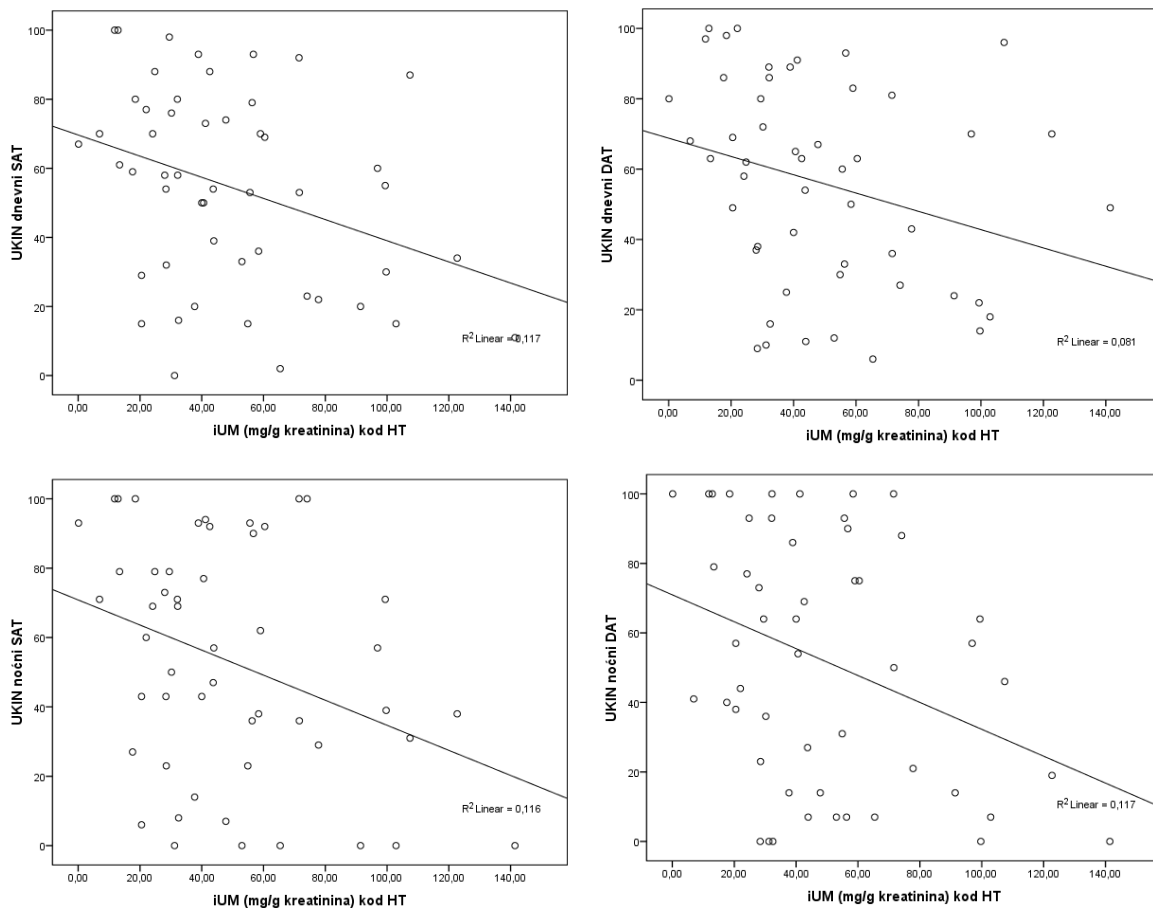 UKIN dnevni SAT
100
80
60
40
20
0
R² Linear = 0,117
0,00 20,00 40,00 60,00 80,00 100,00 120,00 140,00
iUM (mg/g kreatinina) kod HT
UKIN dnevni DAT
100
80
60
40
20
0
R² Linear = 0,081
0,00 20,00 40,00 60,00 80,00 100,00 120,00 140,00
iUM (mg/g kreatinina) kod HT
UKIN noćni SAT
100
80
60
40
20
0
R² Linear = 0,116
0,00 20,00 40,00 60,00 80,00 100,00 120,00 140,00
iUM (mg/g kreatinina) kod HT
UKIN noćni DAT
100
80
60
40
20
0
R² Linear = 0,117
0,00 20,00 40,00 60,00 80,00 100,00 120,00 140,00
iUM (mg/g kreatinina) kod HT